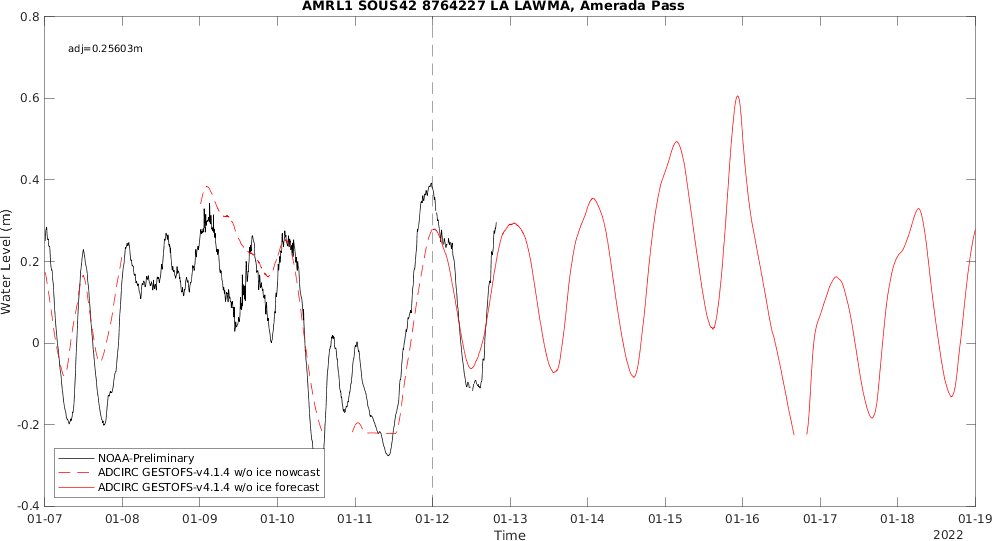 AMRL1 SOUS42 8764227 LA LAWMA, Amerada Pass
adj=0.25603m
Water Level (m)
0.8
0.6
0.4
0.2
0
-0.2
-0.4
NOAA-Preliminary
ADCIRC GESTOFS-v4.1.4 w/o ice nowcast
ADCIRC GESTOFS-v4.1.4 w/o ice forecast
01-07 01-08 01-09 01-10 01-11 01-12 01-13 01-14 01-15 01-16 01-17 01-18 01-19
Time
2022